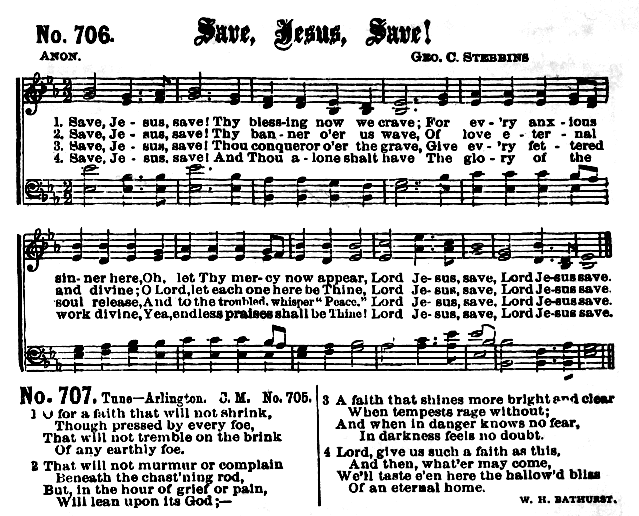 No. 706. Save, Jesus, Save!
ANON. GEO. C. STEBBINS
1. Save, Je - sus, save! Thy bless-ing now we crave; For ev-'ry anx - ious
2. Save, Je - sus, save! Thy ban - ner o'er us wave, Of love e - ter - nal
3. Save, Je - sus, save! Thou conqueror o'er the grave, Give ev-'ry fet - tered
4. Save, Je - sus, save! And Thou a - lone shalt have The glo - ry of the
sin-ner here, Oh, let Thy mer-cy now appear, Lord Je-sus, save, Lord Je-sus save.
and divine; O Lord, let each one here be Thine, Lord Je-sus, save, Lord Je-sus save.
soul release, And to the troubled, whisper "Peace." Lord Je-sus, save, Lord Je-sus save.
work divine, Yea, endless praises shall be Thine! Lord Je-sus, save, Lord Je-sus save.
No. 707. Tune—Arlington. C. M. No. 705.
1 O for a faith that will not shrink,
Though pressed by every foe,
That will not tremble on the brink
Of any earthly foe.
2 That will not murmur or complain
Beneath the chast'ning rod,
But, in the hour of grief or pain,
Will lean upon its God;—
3 A faith that shines more bright and clear
When tempests rage without;
And when in danger knows no fear,
In darkness feels no doubt.
4 Lord, give us such a faith as this,
And then, what'er may come,
We'll taste e'en here the hallow'd bliss
Of an eternal home.
W. H. BATHURST.